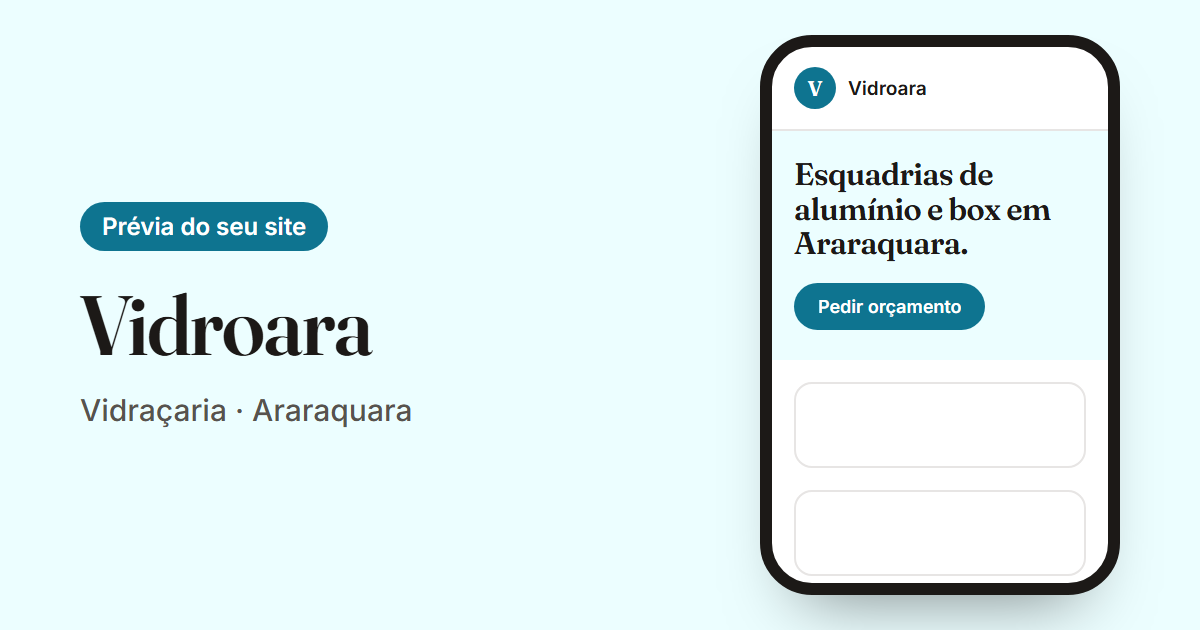 Prévia do seu site
Vidroara
Vidraçaria · Araraquara
V
Vidroara
Esquadrias de
alumínio e box em
Araraquara.
Pedir orçamento